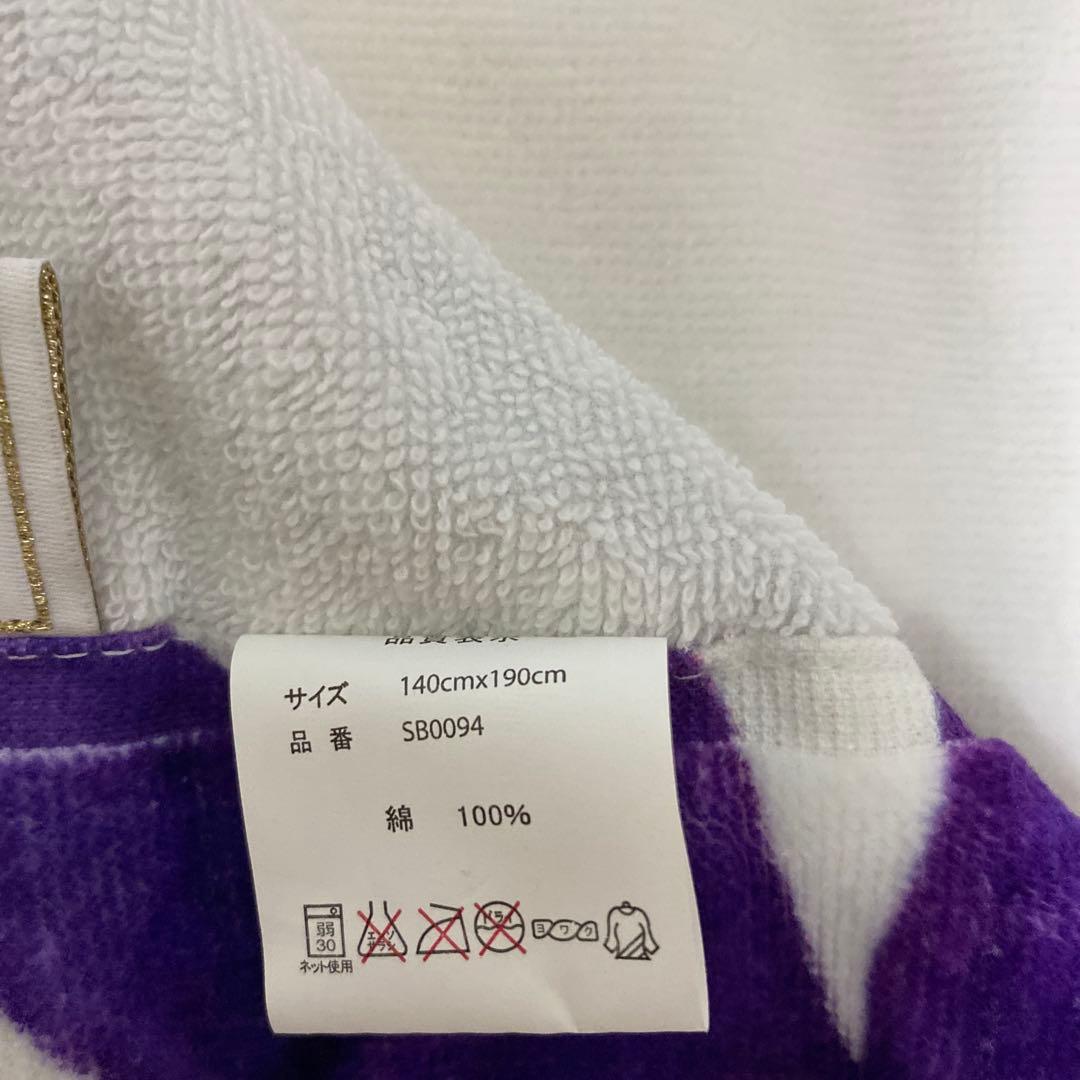 品質表示
サイズ 140cmx190cm
品 番 SB0094
綿 100%
弱
30
エンソ
サラシ
ドライ
ヨワク
ネット使用